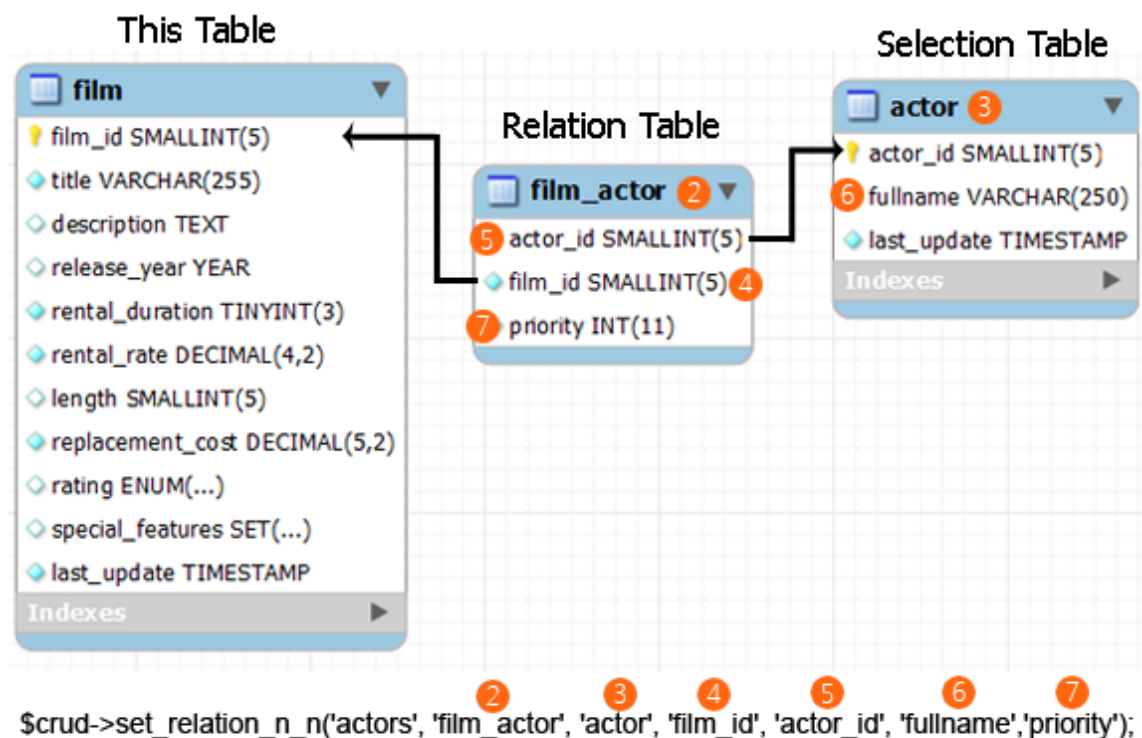 This Table
film
film_id SMALLINT(5)
title VARCHAR(255)
description TEXT
release_year YEAR
rental_duration TINYINT(3)
rental_rate DECIMAL(4,2)
length SMALLINT(5)
replacement_cost DECIMAL(5,2)
rating ENUM(...)
special_features SET(...)
last_update TIMESTAMP
Indexes
Relation Table
film_actor 2
5 actor_id SMALLINT(5)
film_id SMALLINT(5) 4
7 priority INT(11)
Selection Table
actor 3
actor_id SMALLINT(5)
6 fullname VARCHAR(250)
last_update TIMESTAMP
Indexes
2 3 4 5 6 7
$crud->set_relation_n_n('actors', 'film_actor', 'actor', 'film_id', 'actor_id', 'fullname','priority');